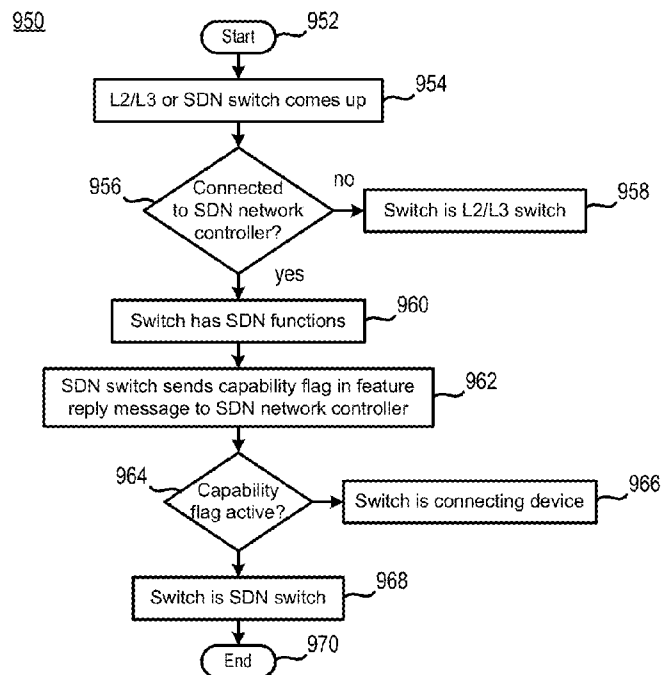 950
Start
952
L2/L3 or SDN switch comes up
954
956
Connected
to SDN network
controller?
no
Switch is L2/L3 switch
958
yes
Switch has SDN functions
960
SDN switch sends capability flag in feature
reply message to SDN network controller
962
964
Capability
flag active?
Switch is connecting device
966
Switch is SDN switch
968
End
970